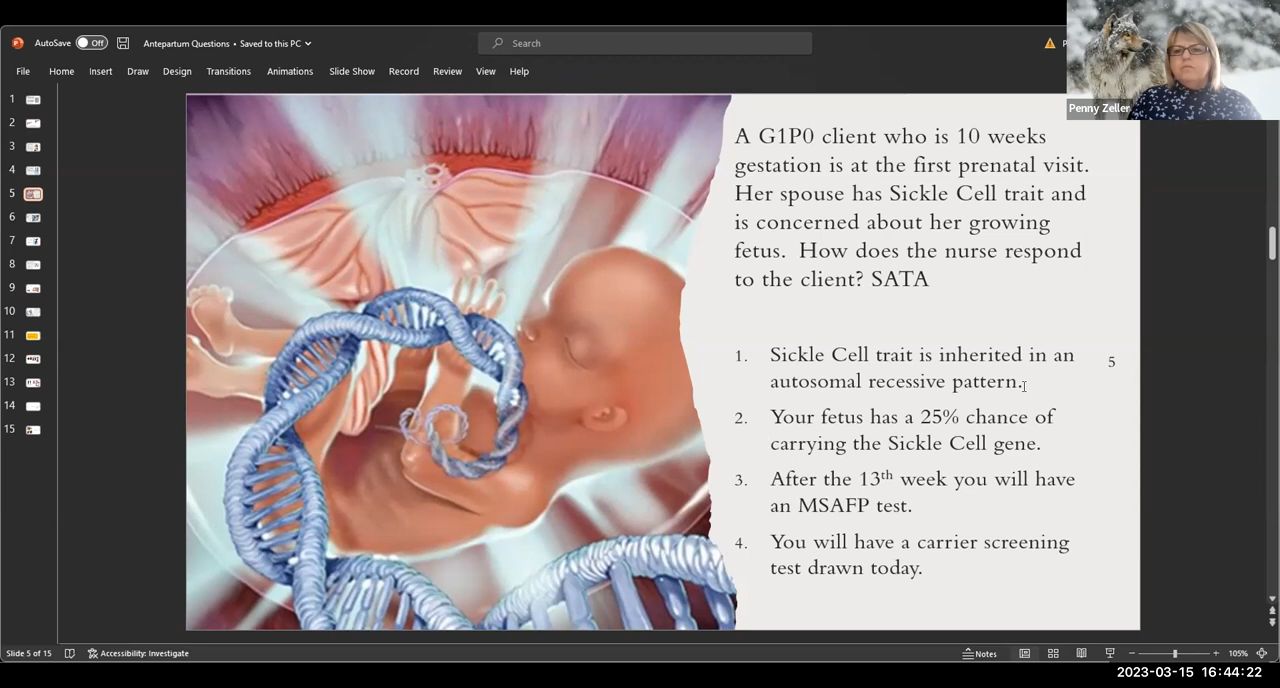 AutoSave Off Antepartum Questions • Saved to this PC Search P
Penny Zeller
File Home Insert Draw Design Transitions Animations Slide Show Record Review View Help
1
2
3
4
5
6
7
8
9
10
11
12
13
14
15
A G1P0 client who is 10 weeks
gestation is at the first prenatal visit.
Her spouse has Sickle Cell trait and
is concerned about her growing
fetus. How does the nurse respond
to the client? SATA
1. Sickle Cell trait is inherited in an
autosomal recessive pattern.
5
2. Your fetus has a 25% chance of
carrying the Sickle Cell gene.
3. After the 13th week you will have
an MSAFP test.
4. You will have a carrier screening
test drawn today.
Slide 5 of 15 Accessibility: Investigate Notes 105%
2023-03-15 16:44:22